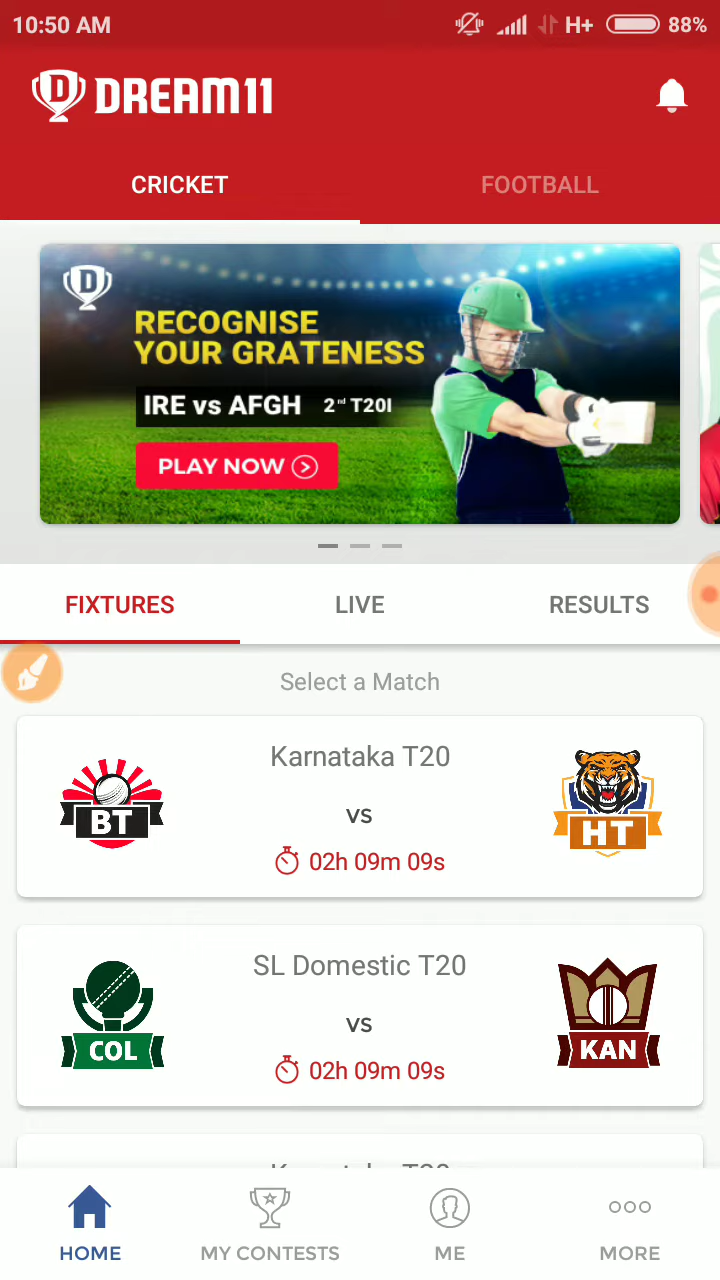 10:50 AM H+ 88%
D DREAM11
CRICKET FOOTBALL
D
RECOGNISE
YOUR GRATENESS
IRE vs AFGH 2nd T20I
PLAY NOW
FIXTURES LIVE RESULTS
Select a Match
Karnataka T20
BT vs HT
02h 09m 09s
SL Domestic T20
COL vs KAN
02h 09m 09s
HOME MY CONTESTS ME MORE